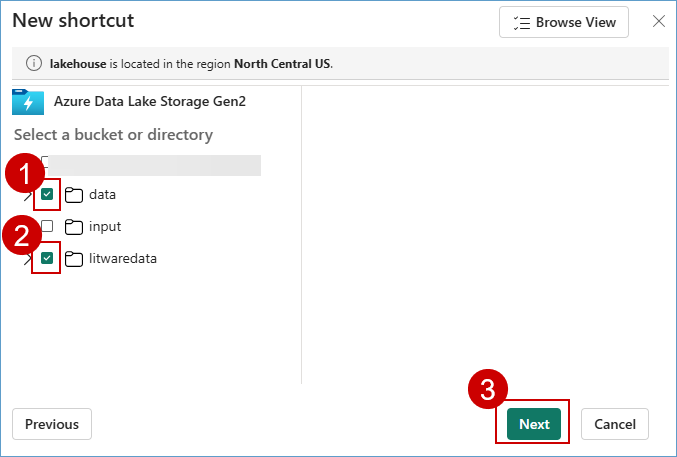 New shortcut
Browse View
lakehouse is located in the region North Central US.
Azure Data Lake Storage Gen2
Select a bucket or directory
1
data
2
input
litwaredata
3
Previous
Next
Cancel